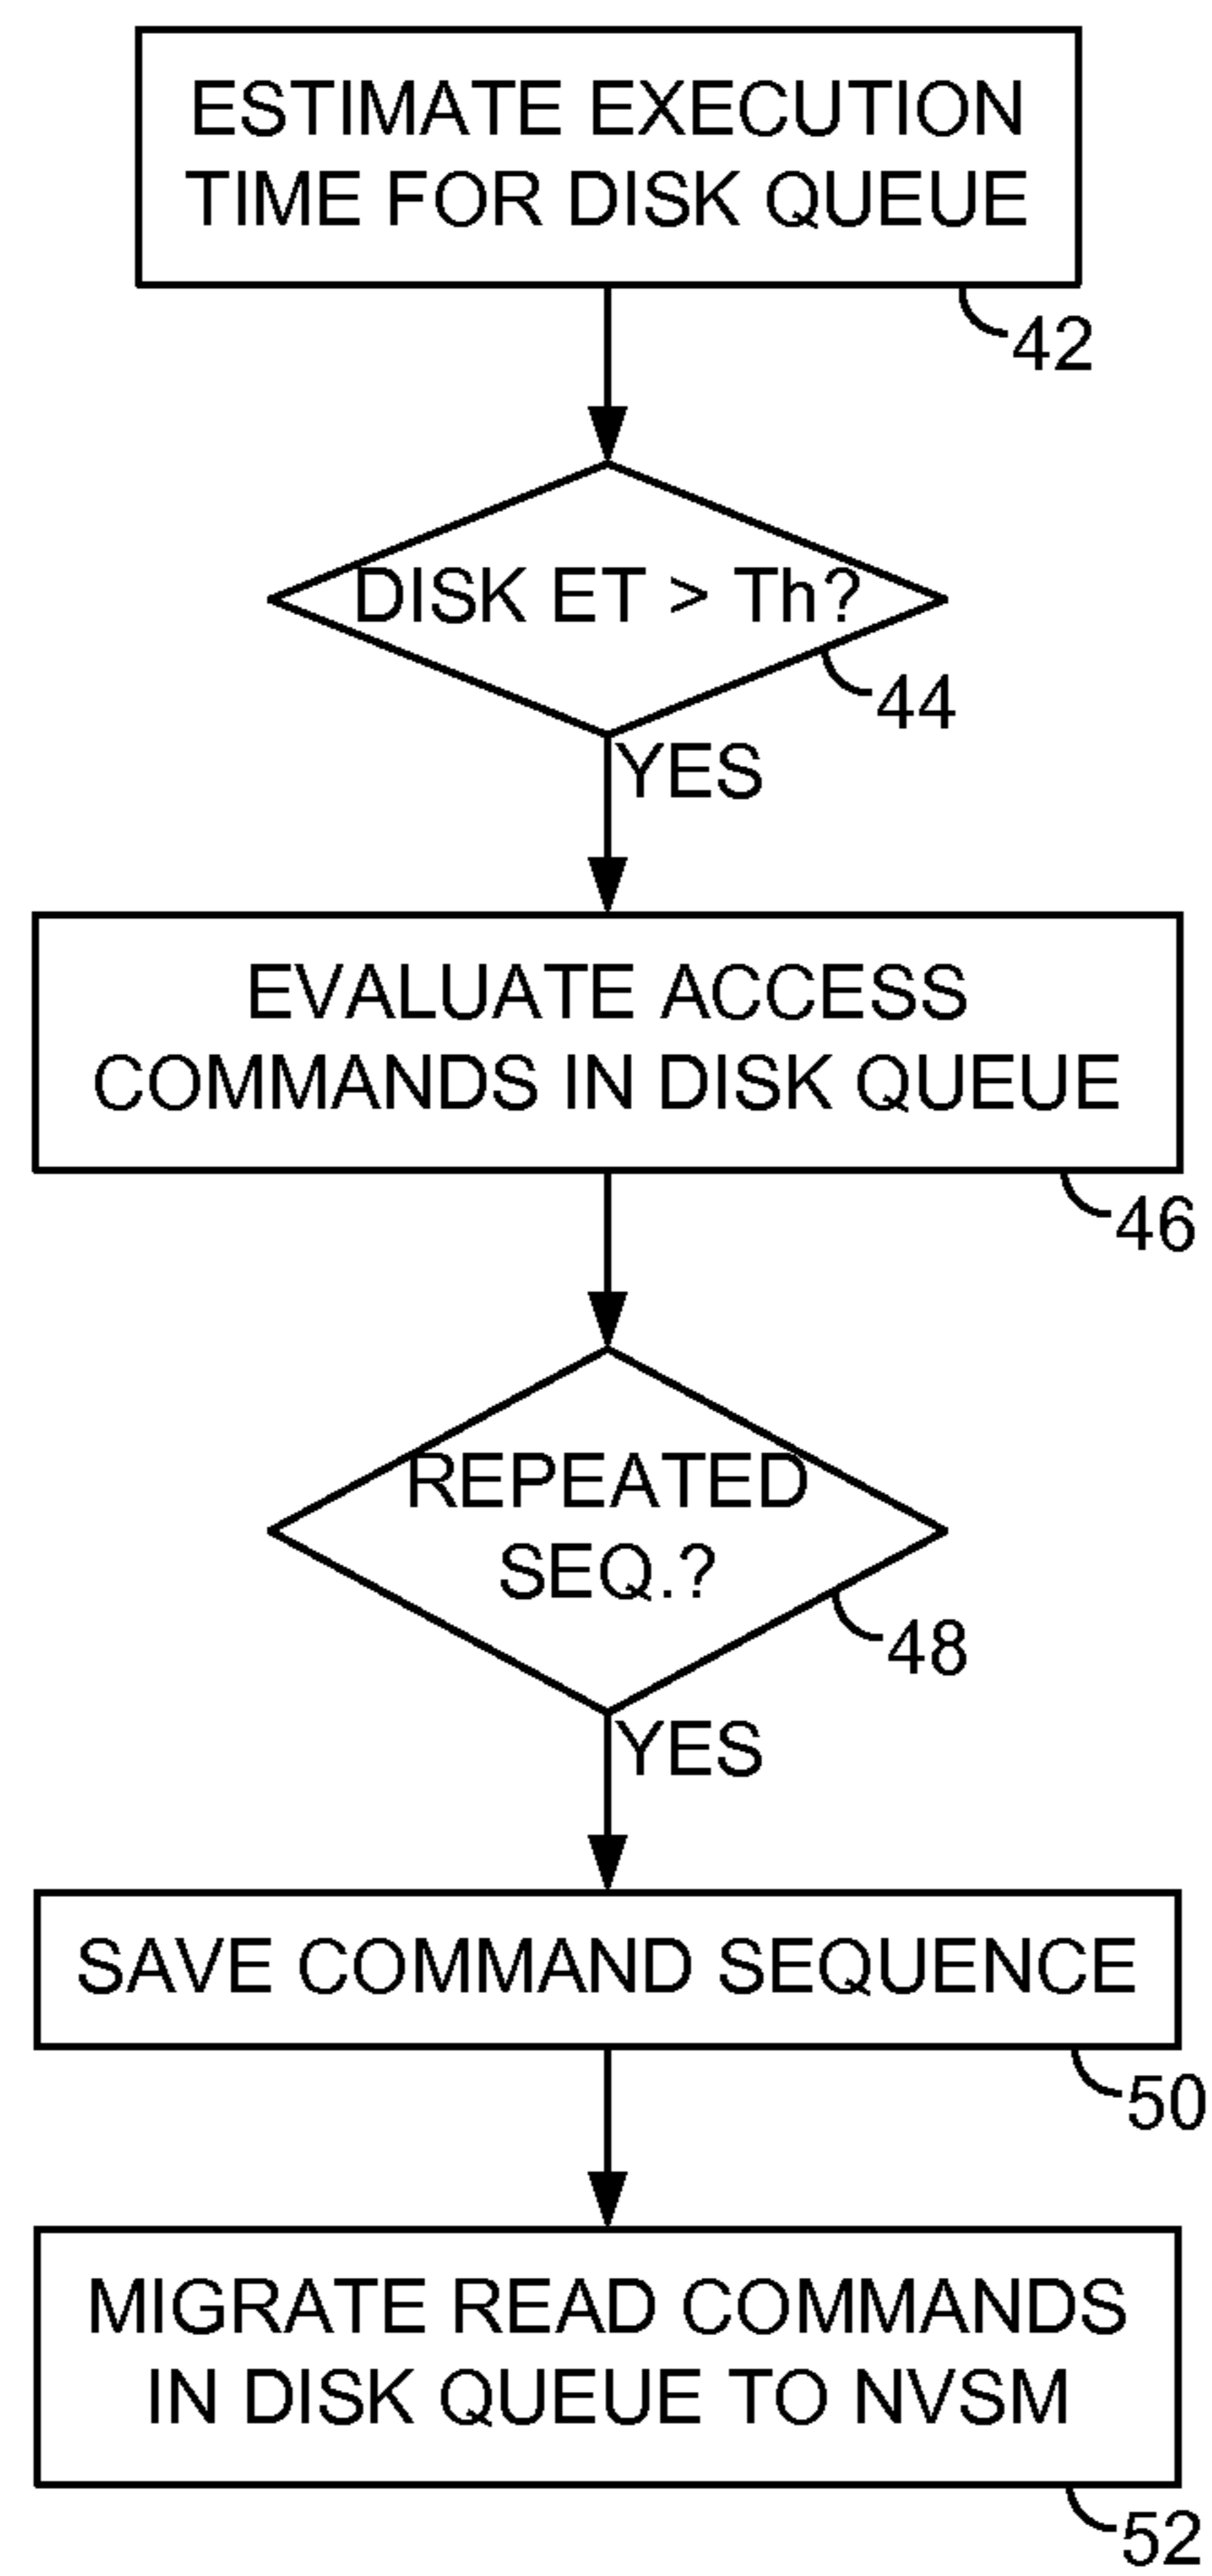 ESTIMATE EXECUTION
TIME FOR DISK QUEUE
42
DISK ET > Th?
44
YES
EVALUATE ACCESS
COMMANDS IN DISK QUEUE
46
REPEATED
SEQ.?
48
YES
SAVE COMMAND SEQUENCE
50
MIGRATE READ COMMANDS
IN DISK QUEUE TO NVSM
52